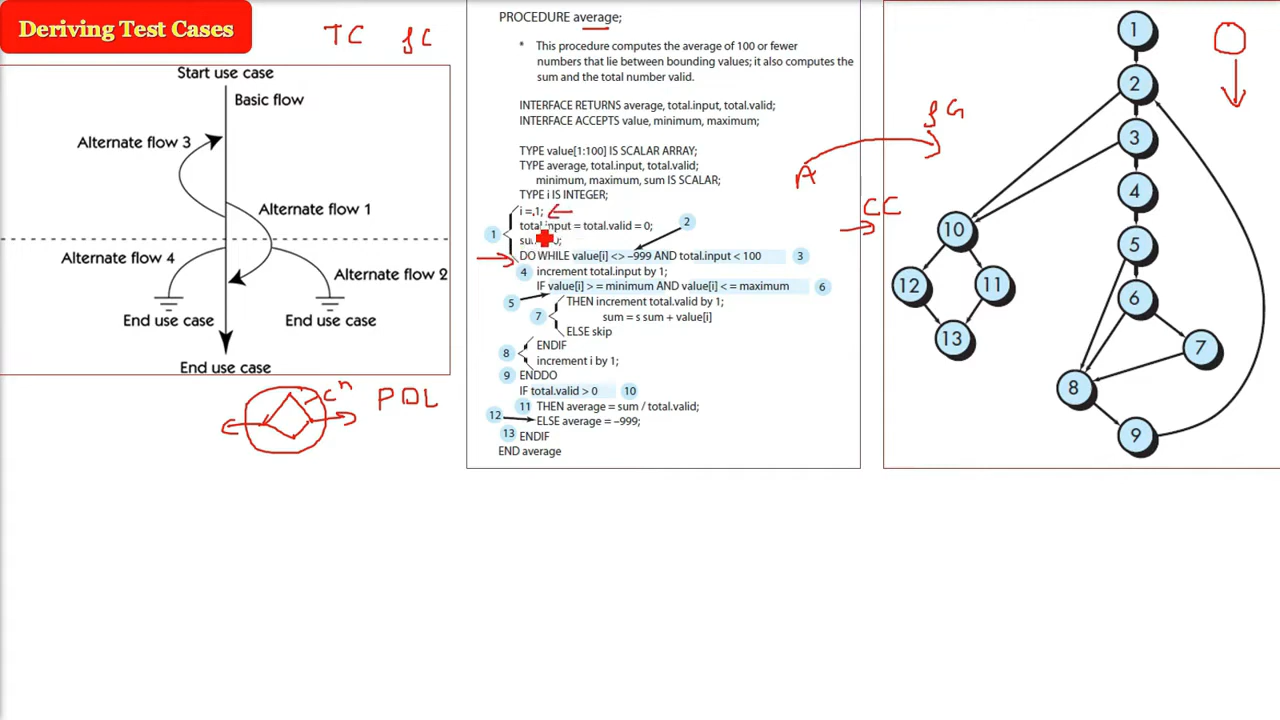 Deriving Test Cases
TC
Start use case
Basic flow
Alternate flow 3
Alternate flow 1
Alternate flow 4
Alternate flow 2
End use case
End use case
End use case
PDL
PROCEDURE average;
* This procedure computes the average of 100 or fewer
numbers that lie between bounding values; it also computes the
sum and the total number valid.
INTERFACE RETURNS average, total.input, total.valid;
INTERFACE ACCEPTS value, minimum, maximum;
TYPE value[1:100] IS SCALAR ARRAY;
TYPE average, total.input, total.valid;
minimum, maximum, sum IS SCALAR;
TYPE i IS INTEGER;
i = 1;
1 total.input = total.valid = 0; 2
DO WHILE value[i] <> –999 AND total.input < 100 3
4 increment total.input by 1;
IF value[i] > = minimum AND value[i] < = maximum 6
5 THEN increment total.valid by 1;
7 sum = s sum + value[i]
ELSE skip
8 ENDIF
increment i by 1;
9 ENDDO
IF total.valid > 0 10
11 THEN average = sum / total.valid;
12 ELSE average = –999;
13 ENDIF
END average
A
CC
1
2
3
4
5
6
7
8
9
10
12
11
13